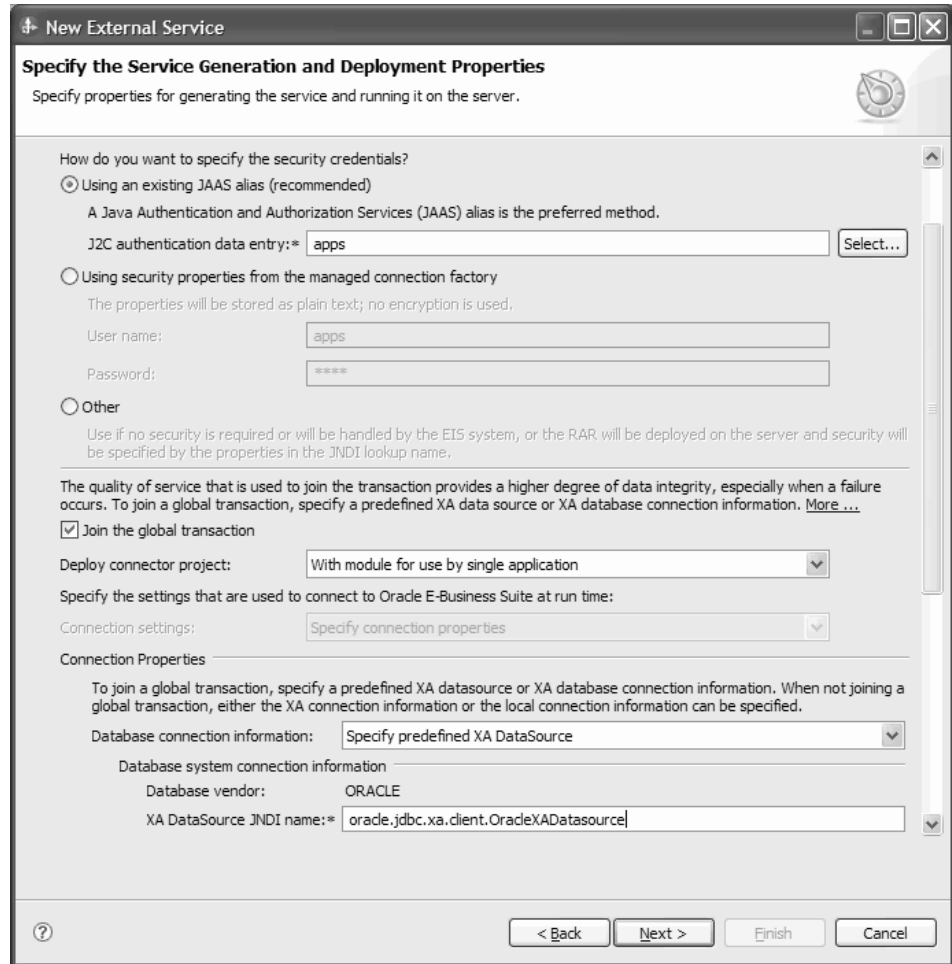 New External Service
Specify the Service Generation and Deployment Properties
Specify properties for generating the service and running it on the server.
How do you want to specify the security credentials?
Using an existing JAAS alias (recommended)
A Java Authentication and Authorization Services (JAAS) alias is the preferred method.
J2C authentication data entry:* apps Select...
Using security properties from the managed connection factory
The properties will be stored as plain text; no encryption is used.
User name: apps
Password: ****
Other
Use if no security is required or will be handled by the EIS system, or the RAR will be deployed on the server and security will
be specified by the properties in the JNDI lookup name.
The quality of service that is used to join the transaction provides a higher degree of data integrity, especially when a failure
occurs. To join a global transaction, specify a predefined XA data source or XA database connection information. More ...
Join the global transaction
Deploy connector project: With module for use by single application
Specify the settings that are used to connect to Oracle E-Business Suite at run time:
Connection settings: Specify connection properties
Connection Properties
To join a global transaction, specify a predefined XA datasource or XA database connection information. When not joining a
global transaction, either the XA connection information or the local connection information can be specified.
Database connection information: Specify predefined XA DataSource
Database system connection information
Database vendor: ORACLE
XA DataSource JNDI name:* oracle.jdbc.xa.client.OracleXADatasource
? < Back Next > Finish Cancel